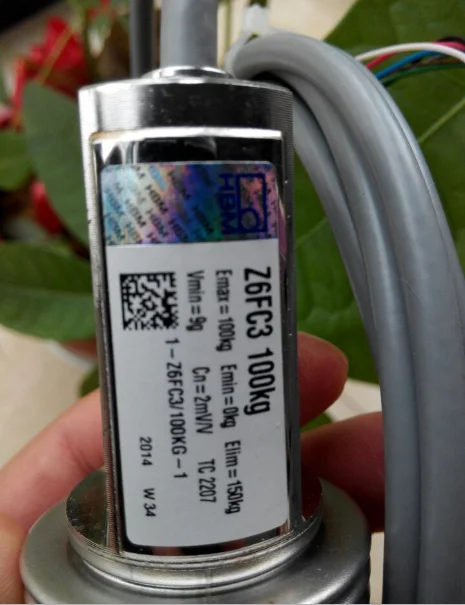 HBM
Z6FC3 100kg
Emax = 100kg Emin = 0kg Elim = 150kg
Vmin = 9g Cn = 2mV/V TC 2207
1-Z6FC3/100KG-1
2014 W 34